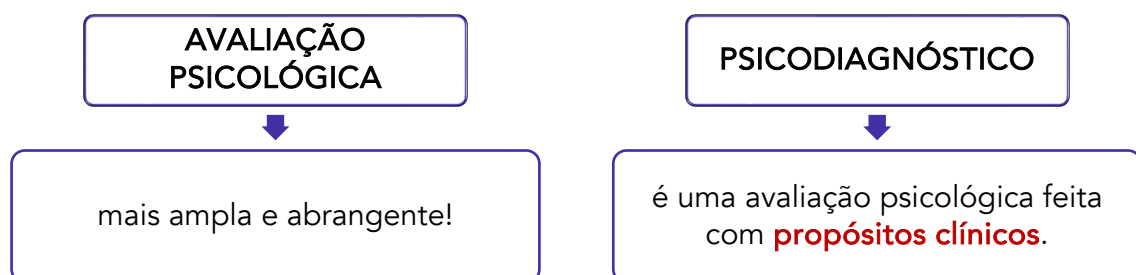 AVALIAÇÃO
PSICOLÓGICA
mais ampla e abrangente!
PSICODIAGNÓSTICO
é uma avaliação psicológica feita
com propósitos clínicos.